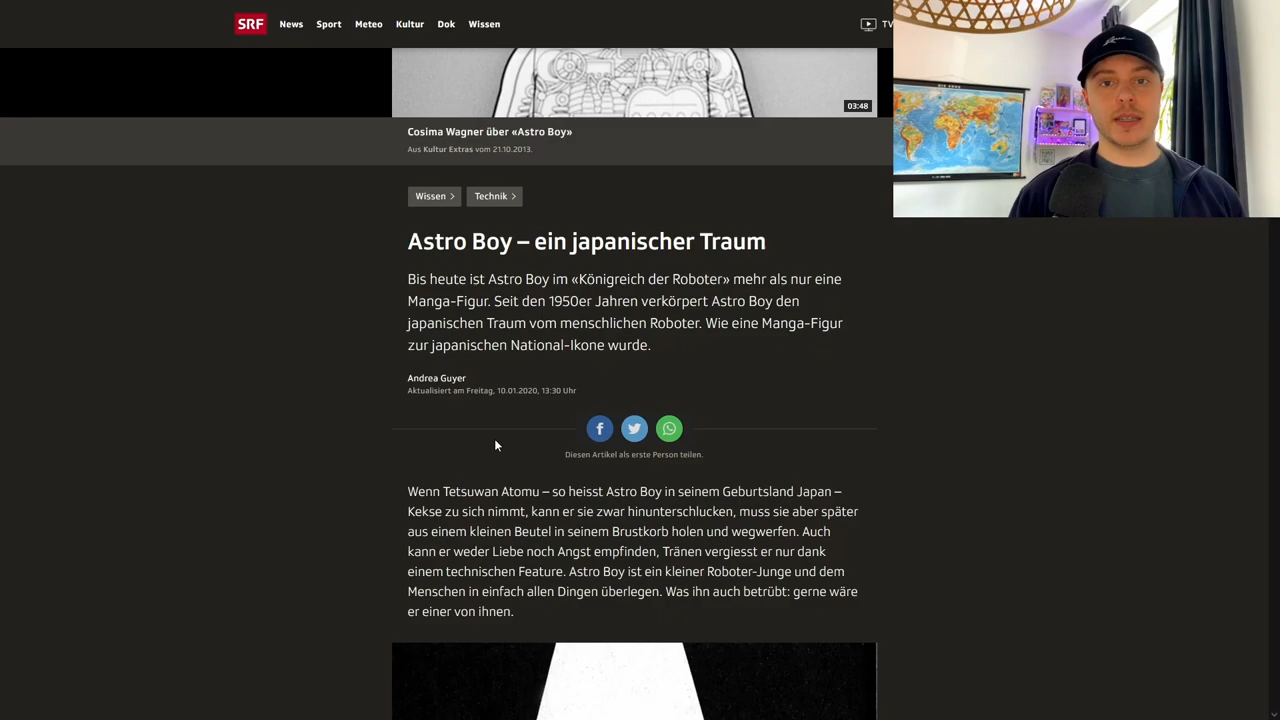 SRF News Sport Meteo Kultur Dok Wissen TV
03:48
Cosima Wagner über «Astro Boy»
Aus Kultur Extras vom 21.10.2013.
Wissen Technik
Astro Boy – ein japanischer Traum
Bis heute ist Astro Boy im «Königreich der Roboter» mehr als nur eine
Manga-Figur. Seit den 1950er Jahren verkörpert Astro Boy den
japanischen Traum vom menschlichen Roboter. Wie eine Manga-Figur
zur japanischen National-Ikone wurde.
Andrea Guyer
Aktualisiert am Freitag, 10.01.2020, 13:30 Uhr
Diesen Artikel als erste Person teilen.
Wenn Tetsuwan Atomu – so heisst Astro Boy in seinem Geburtsland Japan –
Kekse zu sich nimmt, kann er sie zwar hinunterschlucken, muss sie aber später
aus einem kleinen Beutel in seinem Brustkorb holen und wegwerfen. Auch
kann er weder Liebe noch Angst empfinden, Tränen vergiesst er nur dank
einem technischen Feature. Astro Boy ist ein kleiner Roboter-Junge und dem
Menschen in einfach allen Dingen überlegen. Was ihn auch betrübt: gerne wäre
er einer von ihnen.